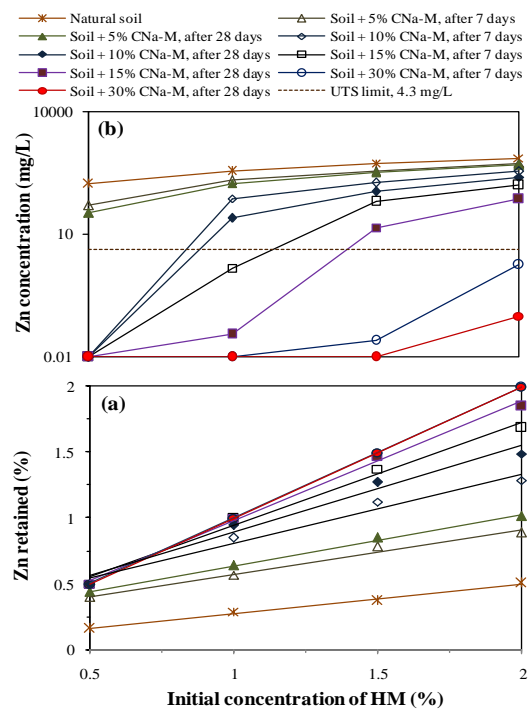 Natural soil
Soil + 5% CNa-M, after 7 days
Soil + 5% CNa-M, after 28 days
Soil + 10% CNa-M, after 7 days
Soil + 10% CNa-M, after 28 days
Soil + 15% CNa-M, after 7 days
Soil + 15% CNa-M, after 28 days
Soil + 30% CNa-M, after 7 days
Soil + 30% CNa-M, after 28 days
UTS limit, 4.3 mg/L
10000
(b)
Zn concentration (mg/L)
10
0.01
2
(a)
1.5
Zn retained (%)
1
0.5
0
0.5
1
1.5
2
Initial concentration of HM (%)